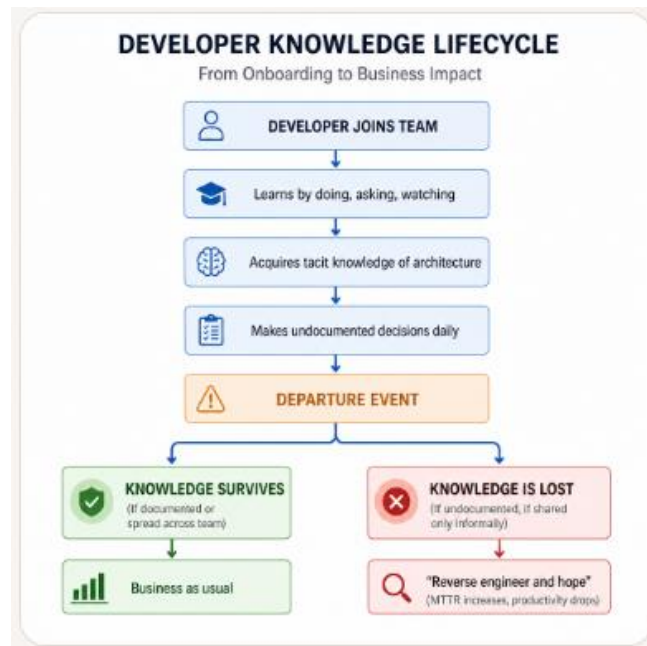 DEVELOPER KNOWLEDGE LIFECYCLE
From Onboarding to Business Impact
DEVELOPER JOINS TEAM
Learns by doing, asking, watching
Acquires tacit knowledge of architecture
Makes undocumented decisions daily
DEPARTURE EVENT
KNOWLEDGE SURVIVES
(If documented or
spread across team)
Business as usual
KNOWLEDGE IS LOST
(If undocumented, if shared
only informally)
"Reverse engineer and hope"
(MTTR increases, productivity drops)